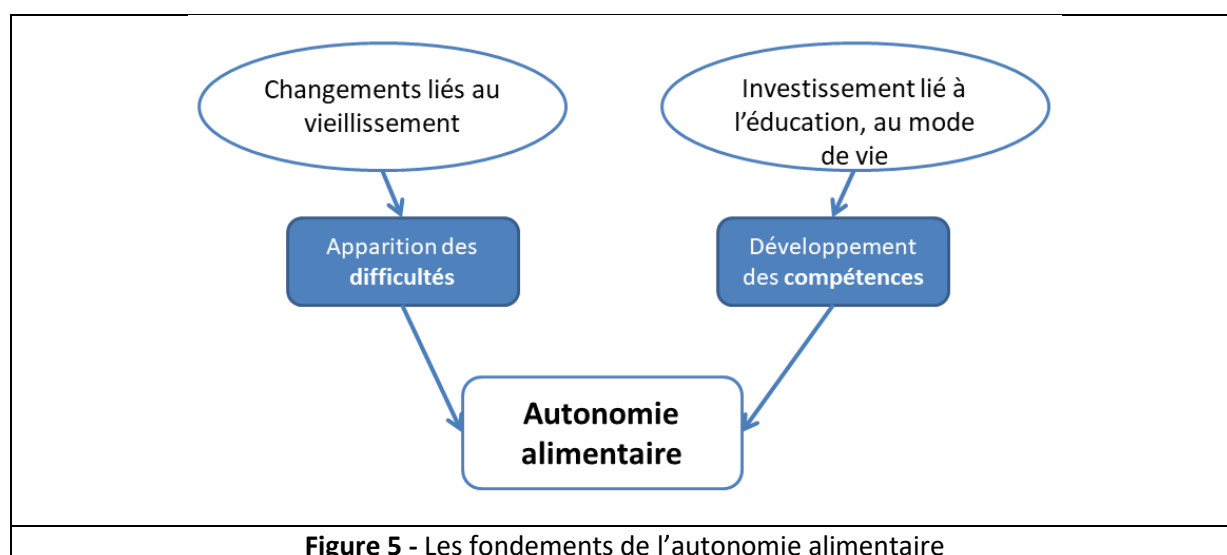 Changements liés au
vieillissement
Investissement lié à
l’éducation, au mode
de vie
Apparition des
difficultés
Développement
des compétences
Autonomie
alimentaire
Figure 5 - Les fondements de l’autonomie alimentaire